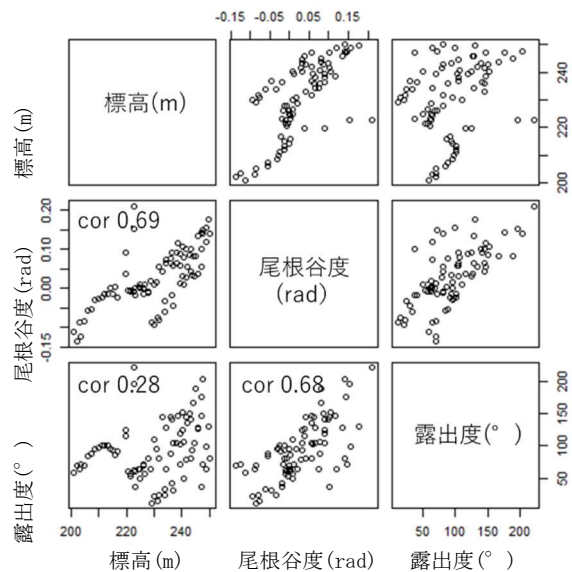 -0.15 -0.05 0.05 0.15
標高(m)
標高(m)
200 220 240
尾根谷度(rad)
-0.15 0.00 0.10 0.20
cor 0.69
尾根谷度
(rad)
露出度(° )
cor 0.28
cor 0.68
露出度(° )
50 100 150 200
200 220 240
50 100 150 200
標高(m) 尾根谷度(rad) 露出度(° )